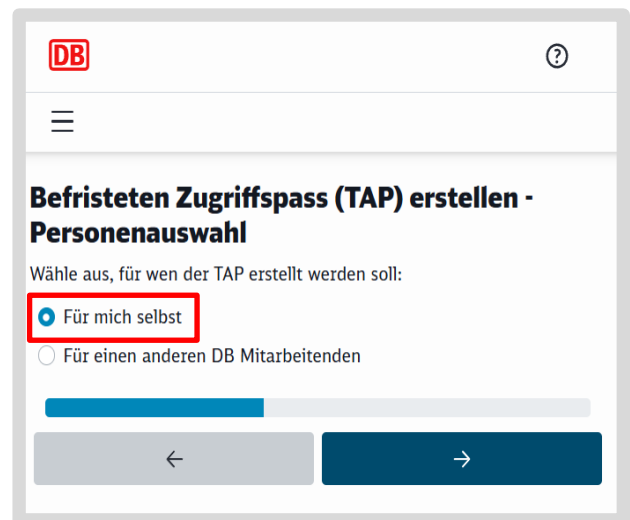 DB
Befristeten Zugriffspass (TAP) erstellen -
Personenauswahl
Wähle aus, für wen der TAP erstellt werden soll:
Für mich selbst
Für einen anderen DB Mitarbeitenden